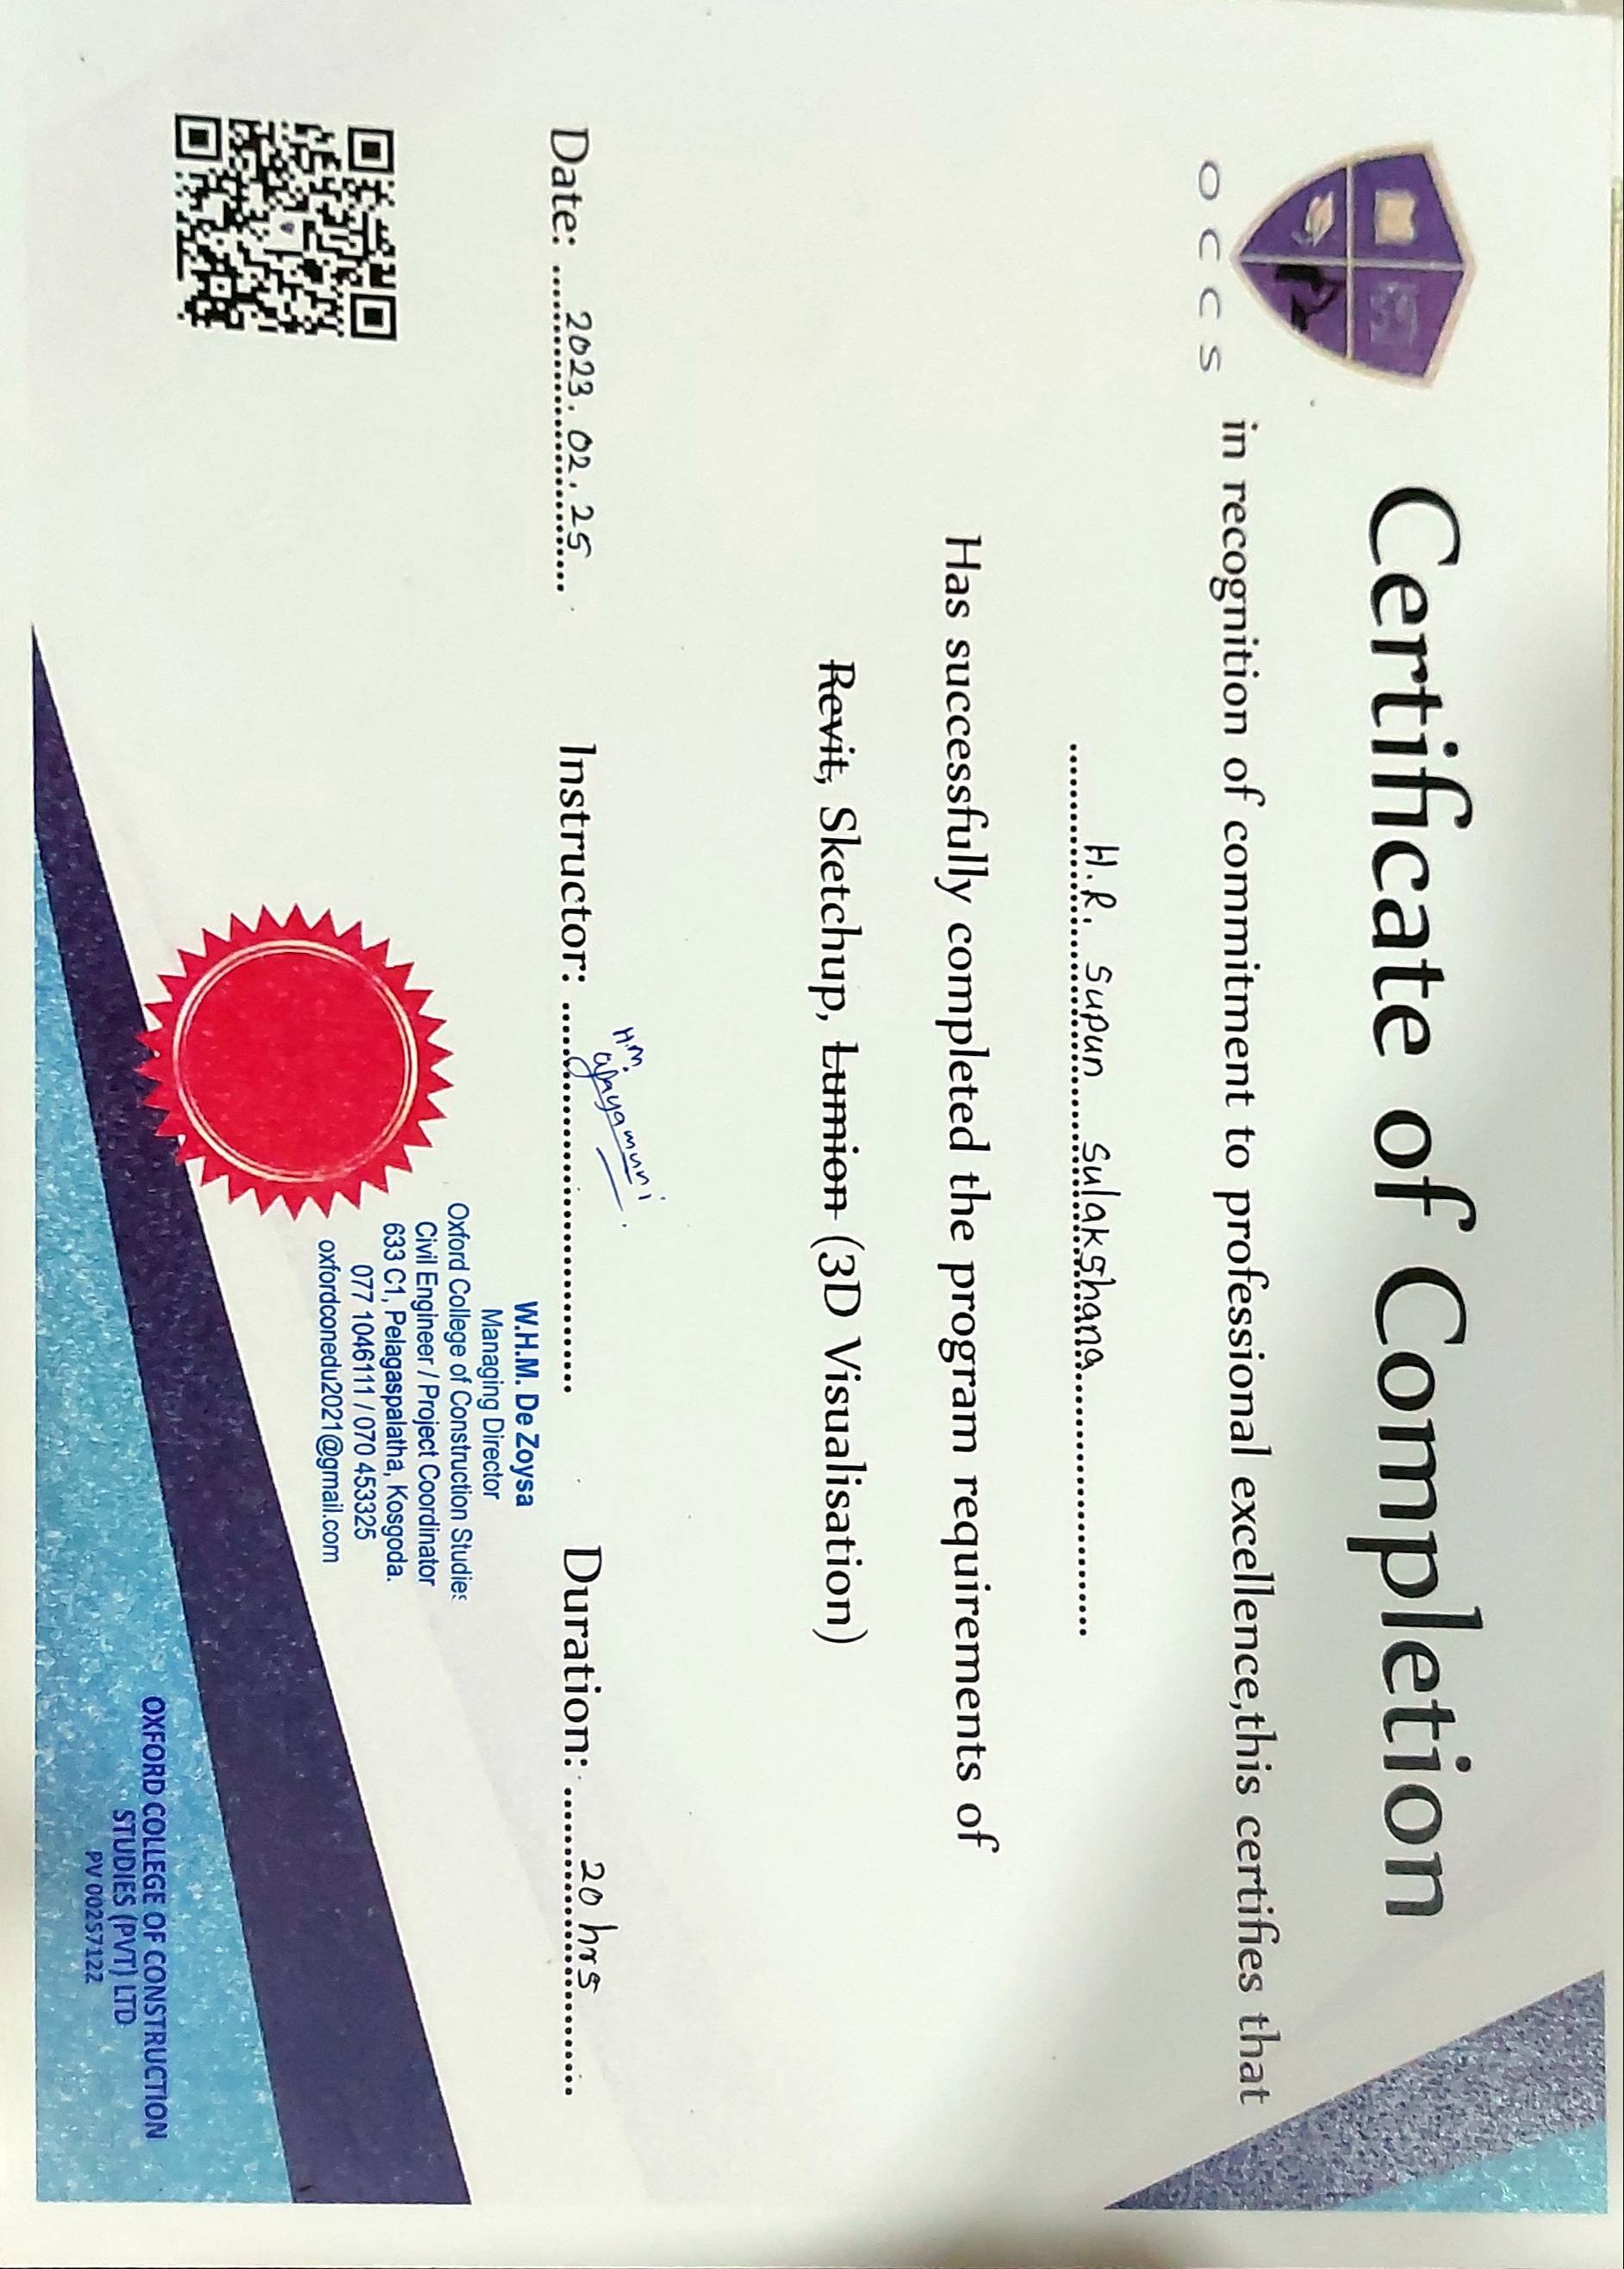 Certificate of Completion
O C C S
in recognition of commitment to professional excellence,this certifies that
H.R. Supun Sulakshana
Has successfully completed the program requirements of
Revit, Sketchup, Lumion (3D Visualisation)
Date: 2023.02.25
Instructor: H.M.
Duration: 20 hrs
W.H.M. De Zoysa
Managing Director
Oxford College of Construction Studies
Civil Engineer / Project Coordinator
633 C1, Pelagaspalatha, Kosgoda.
077 1046111 / 070 453325
oxfordconedu2021@gmail.com
OXFORD COLLEGE OF CONSTRUCTION
STUDIES (PVT) LTD
PV 00257122